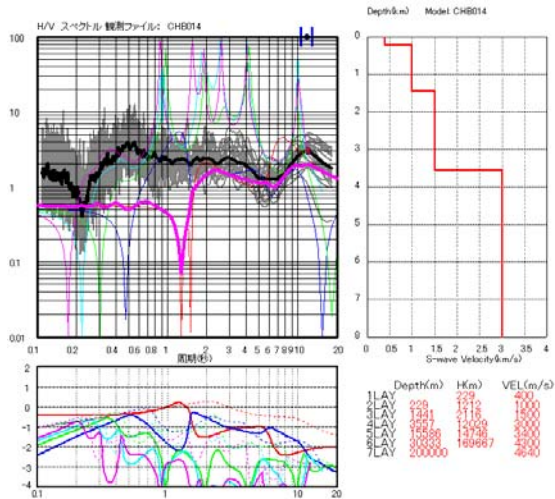 H/V スペクトル 観測ファイル： CHB014
100
10
1
0.1
0.01
0.1 0.2 0.4 0.6 0.8 1 2 3 4 5 6 7 8 9 10 20
周期(秒)
2
1
0
-1
-2
-3
-4
0.1 1 10 20
Depth(km) Model: CHB014
0
1
2
3
4
5
6
7
8
0 0.5 1 1.5 2 2.5 3 3.5 4
S-wave Velocity(km/s)
Depth(m) H(m) VEL(m/s)
1LAY 229 400
2LAY 229
3LAY 1441 2116
4LAY 3557 3000
5LAY 14746
6LAY 169667
7LAY 200000 4640